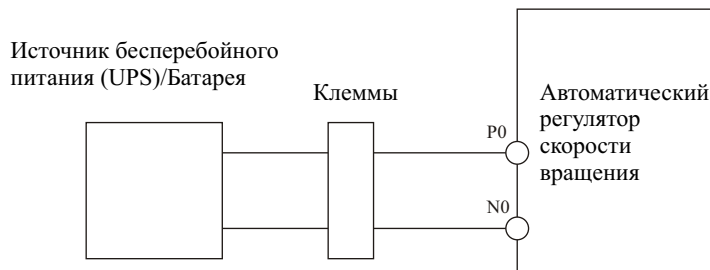 Источник бесперебойного
питания (UPS)/Батарея
Клеммы
Автоматический
регулятор
скорости
вращения
P0
N0